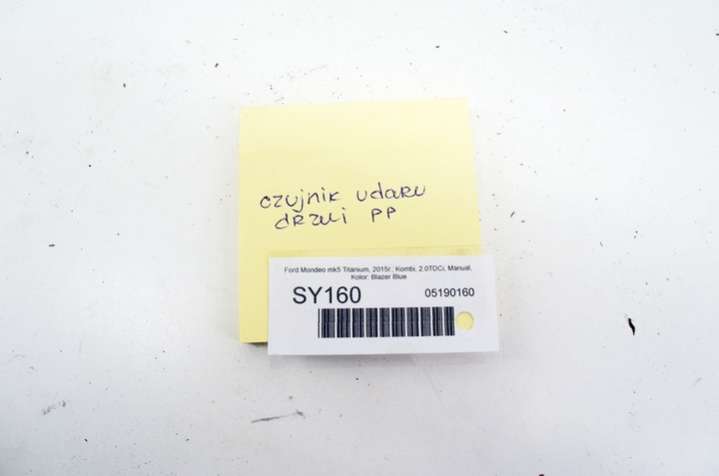 czujnik udaru
drzwi PP
Ford Mondeo mk5 Titanium, 2015r., Kombi, 2.0TDCi, Manual,
Kolor: Blazer Blue
SY160
05190160